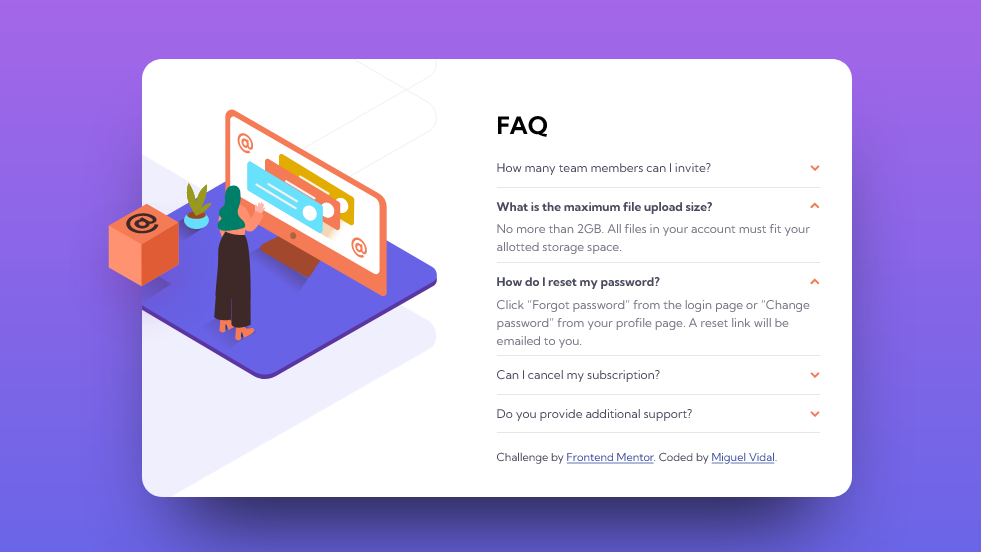 FAQ
How many team members can I invite?
What is the maximum file upload size?
No more than 2GB. All files in your account must fit your
allotted storage space.
How do I reset my password?
Click “Forgot password” from the login page or “Change
password” from your profile page. A reset link will be
emailed to you.
Can I cancel my subscription?
Do you provide additional support?
Challenge by Frontend Mentor. Coded by Miguel Vidal.
@
@
@